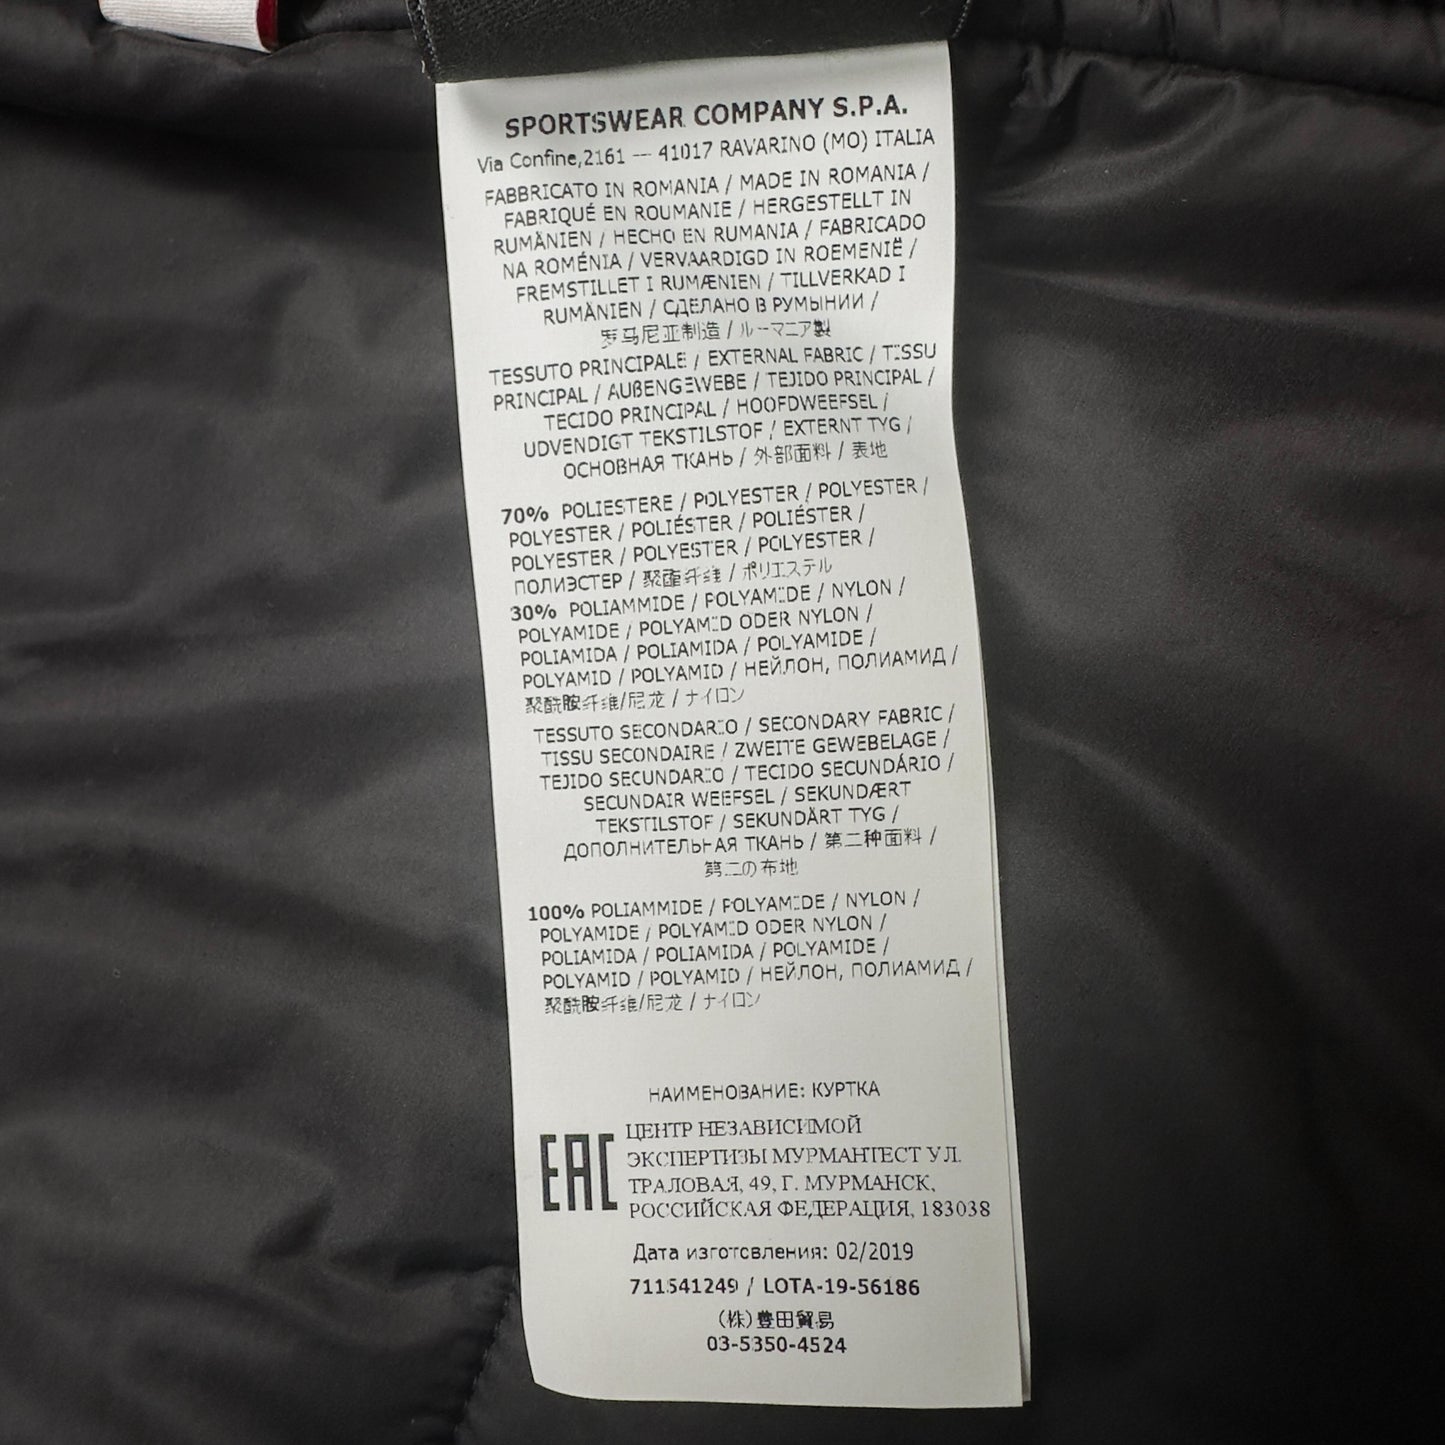 SPORTSWEAR COMPANY S.P.A.
Via Confine,2161 — 41017 RAVARINO (MO) ITALIA
FABBRICATO IN ROMANIA / MADE IN ROMANIA /
FABRIQUÉ EN ROUMANIE / HERGESTELLT IN
RUMÄNIEN / HECHO EN RUMANIA / FABRICADO
NA ROMÉNIA / VERVAARDIGD IN ROEMENIË /
FREMSTILLET I RUMÆNIEN / TILLVERKAD I
RUMÄNIEN / СДЕЛАНО В РУМЫНИИ /
罗马尼亚制造 / ルーマニア製
TESSUTO PRINCIPALE / EXTERNAL FABRIC / TISSU
PRINCIPAL / AUßENGEWEBE / TEJIDO PRINCIPAL /
TECIDO PRINCIPAL / HOOFDWEEFSEL /
UDVENDIGT TEKSTILSTOF / EXTERNT TYG /
ОСНОВНАЯ ТКАНЬ / 外部面料 / 表地
70% POLIESTERE / POLYESTER / POLYESTER /
POLYESTER / POLIÉSTER / POLIÉSTER /
POLYESTER / POLYESTER / POLYESTER /
ПОЛИЭСТЕР / 聚酯纤维 / ポリエステル
30% POLIAMMIDE / POLYAMIDE / NYLON /
POLYAMIDE / POLYAMID ODER NYLON /
POLIAMIDA / POLIAMIDA / POLYAMIDE /
POLYAMID / POLYAMID / НЕЙЛОН, ПОЛИАМИД /
聚酰胺纤维/尼龙 / ナイロン
TESSUTO SECONDARIO / SECONDARY FABRIC /
TISSU SECONDAIRE / ZWEITE GEWEBELAGE /
TEJIDO SECUNDARIO / TECIDO SECUNDÁRIO /
SECUNDAIR WEEFSEL / SEKUNDÆRT
TEKSTILSTOF / SEKUNDÄRT TYG /
ДОПОЛНИТЕЛЬНАЯ ТКАНЬ / 第二种面料 /
第二の布地
100% POLIAMMIDE / POLYAMIDE / NYLON /
POLYAMIDE / POLYAMID ODER NYLON /
POLIAMIDA / POLIAMIDA / POLYAMIDE /
POLYAMID / POLYAMID / НЕЙЛОН, ПОЛИАМИД /
聚酰胺纤维/尼龙 / ナイロン
НАИМЕНОВАНИЕ: КУРТКА
EAC
ЦЕНТР НЕЗАВИСИМОЙ
ЭКСПЕРТИЗЫ МУРМАНТЕСТ УЛ.
ТРАЛОВАЯ, 49, Г. МУРМАНСК,
РОССИЙСКАЯ ФЕДЕРАЦИЯ, 183038
Дата изготовления: 02/2019
711541249 / LOTA-19-56186
(株)豊田貿易
03-5350-4524